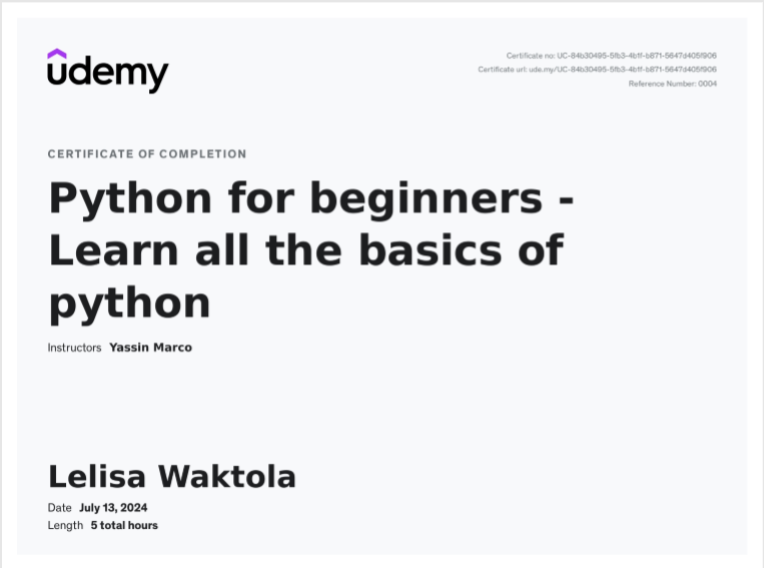 udemy
Certificate no: UC-84b30495-5fb3-4b1f-b871-5647d405f906
Certificate url: ude.my/UC-84b30495-5fb3-4b1f-b871-5647d405f906
Reference Number: 0004
CERTIFICATE OF COMPLETION
Python for beginners -
Learn all the basics of
python
Instructors Yassin Marco
Lelisa Waktola
Date July 13, 2024
Length 5 total hours